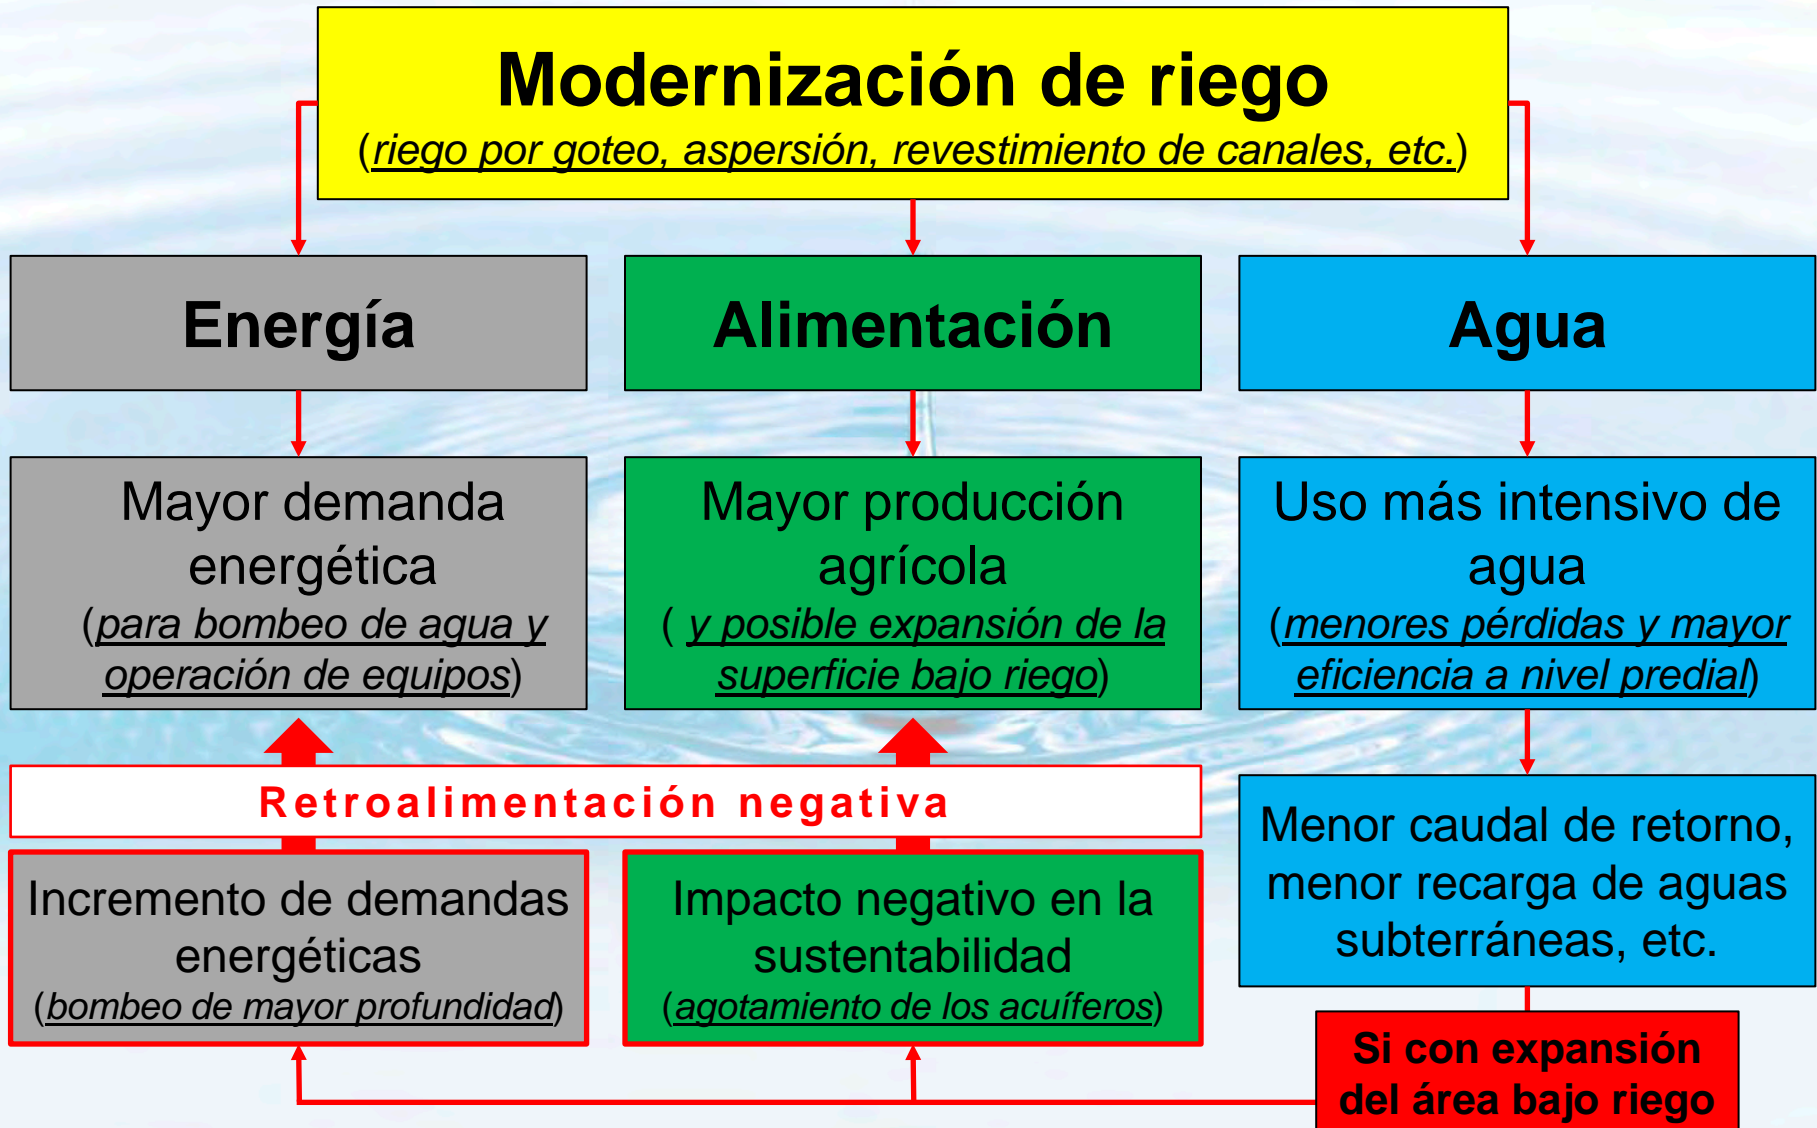 Modernización de riego
(riego por goteo, aspersión, revestimiento de canales, etc.)
Energía
Alimentación
Agua
Mayor demanda
energética
(para bombeo de agua y
operación de equipos)
Mayor producción
agrícola
( y posible expansión de la
superficie bajo riego)
Uso más intensivo de
agua
(menores pérdidas y mayor
eficiencia a nivel predial)
Retroalimentación negativa
Incremento de demandas
energéticas
(bombeo de mayor profundidad)
Impacto negativo en la
sustentabilidad
(agotamiento de los acuíferos)
Menor caudal de retorno,
menor recarga de aguas
subterráneas, etc.
Si con expansión
del área bajo riego